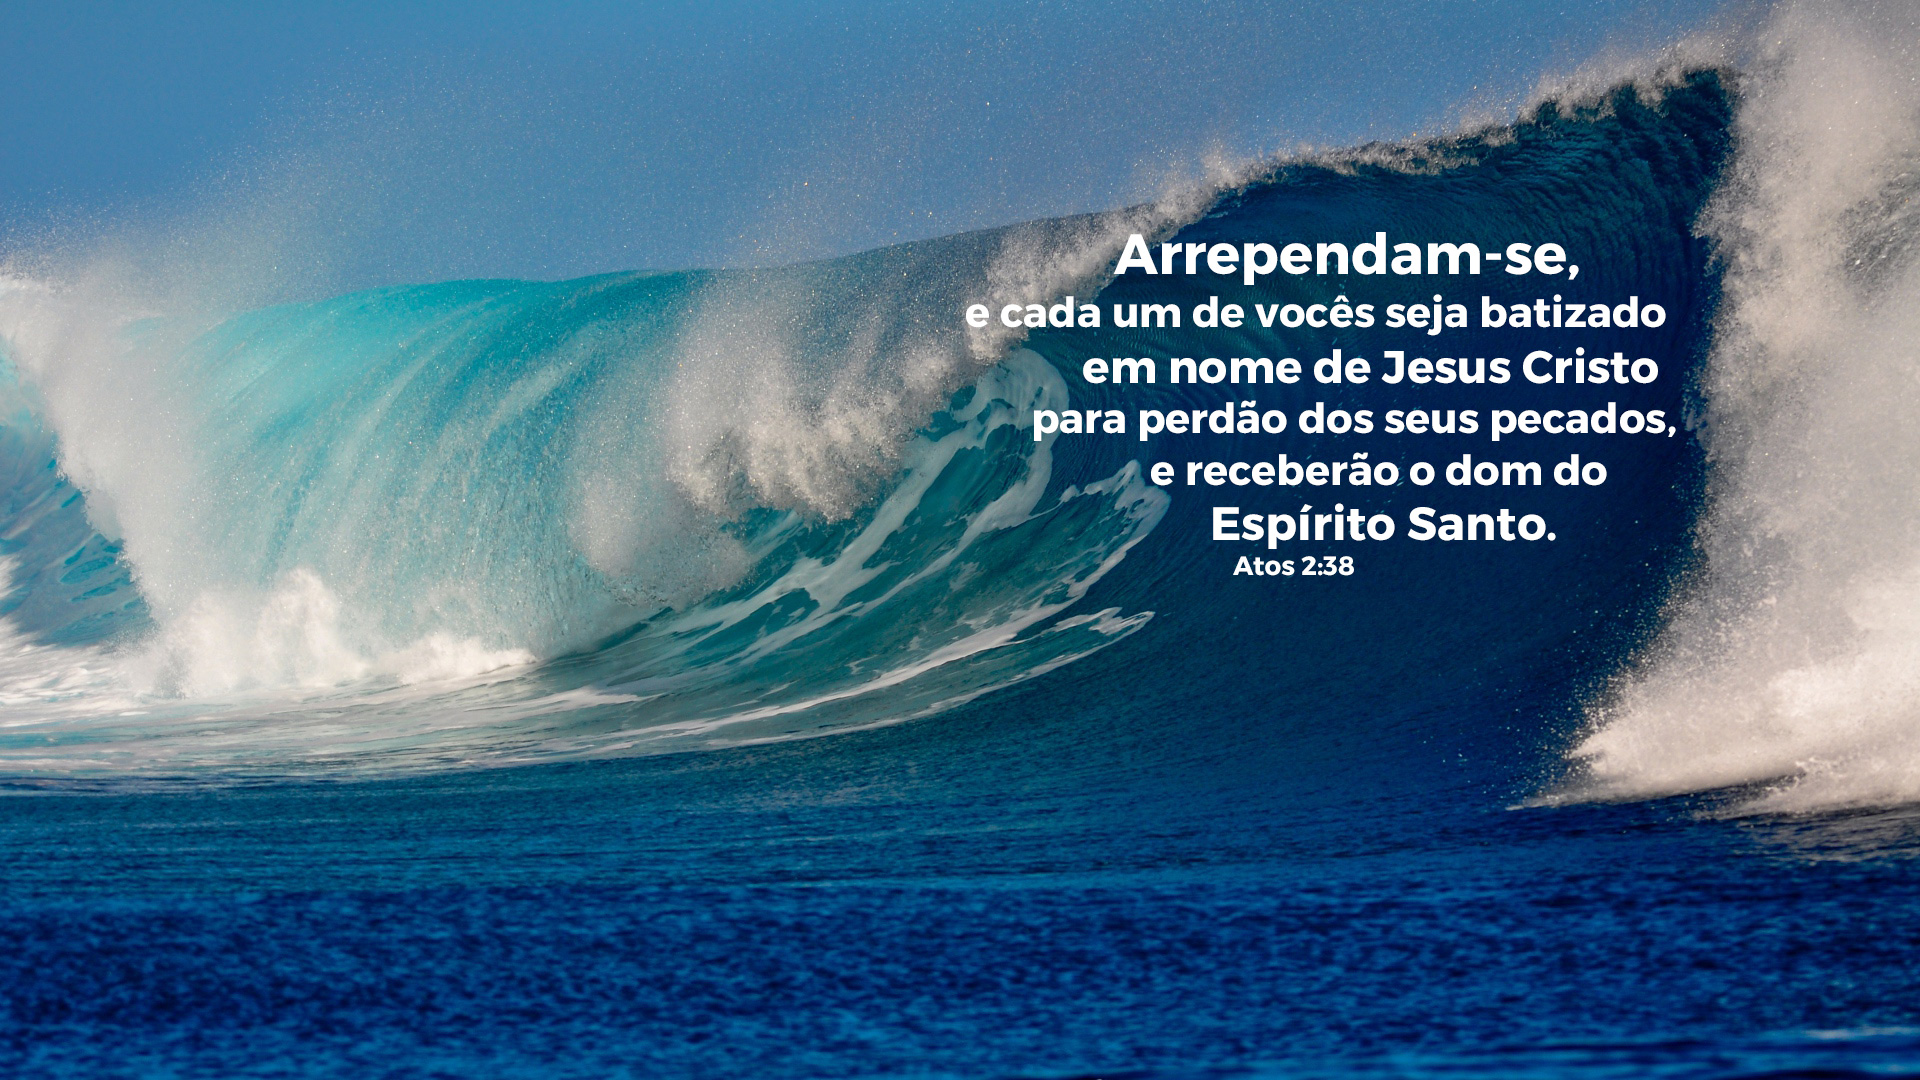 Arrependam-se,
e cada um de vocês seja batizado
em nome de Jesus Cristo
para perdão dos seus pecados,
e receberão o dom do
Espírito Santo.
Atos 2:38